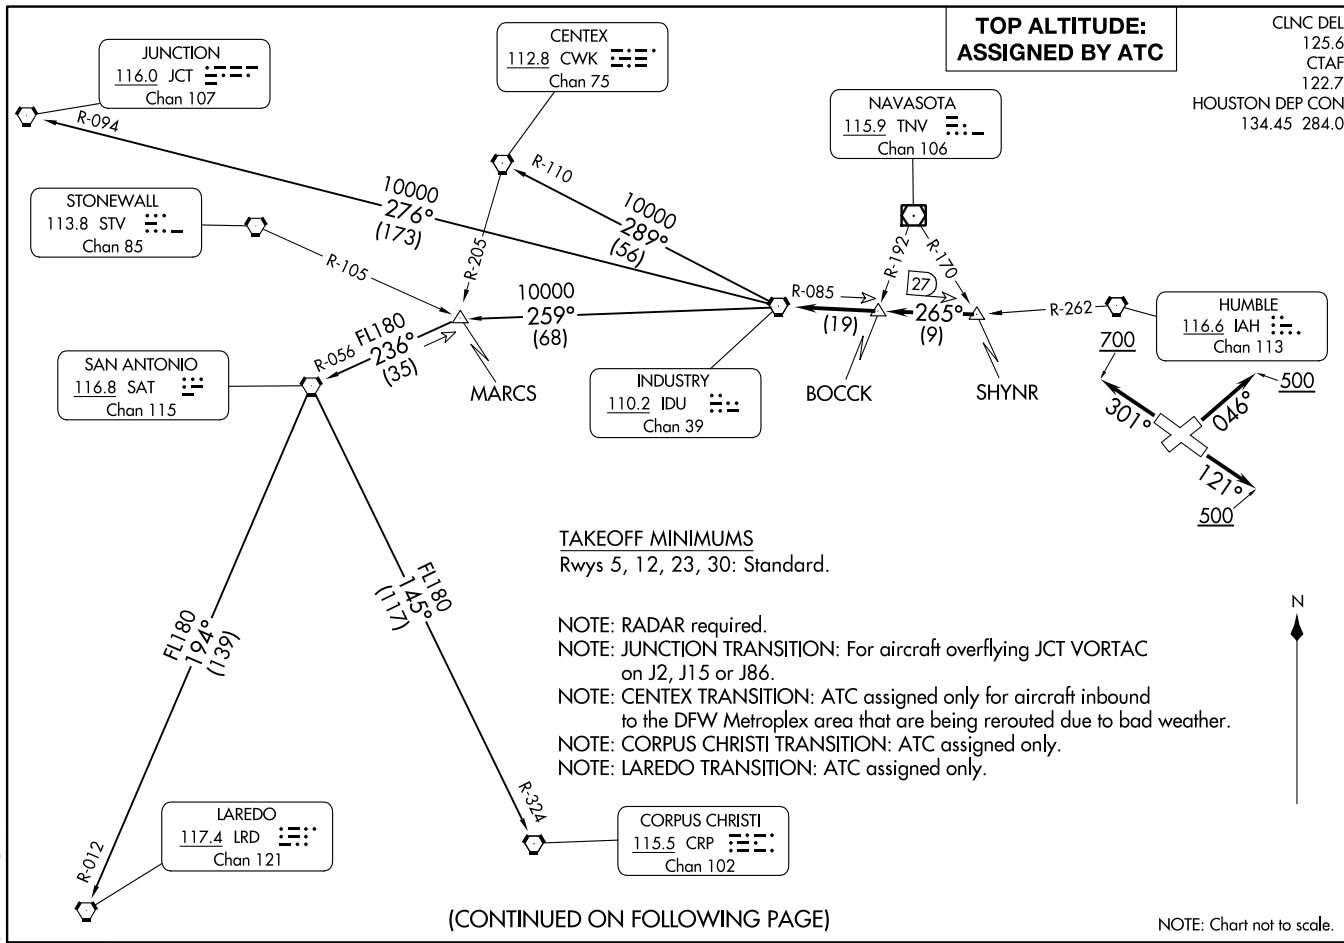 TOP ALTITUDE:
ASSIGNED BY ATC
CLNC DEL
125.6
CTAF
122.7
HOUSTON DEP CON
134.45 284.0
JUNCTION
116.0 JCT
Chan 107
CENTEX
112.8 CWK
Chan 75
NAVASOTA
115.9 TNV
Chan 106
STONEWALL
113.8 STV
Chan 85
R-094
R-110
10000
276°
(173)
10000
289°
(56)
R-105
R-205
R-192
R-170
10000
259°
(68)
R-085
27
(19)
265°
(9)
R-262
HUMBLE
116.6 IAH
Chan 113
SAN ANTONIO
116.8 SAT
Chan 115
R-056
FL180
236°
(35)
MARCS
INDUSTRY
110.2 IDU
Chan 39
BOCCK
SHYNR
700
500
301°
046°
121°
500
TAKEOFF MINIMUMS
Rwys 5, 12, 23, 30: Standard.
NOTE: RADAR required.
NOTE: JUNCTION TRANSITION: For aircraft overflying JCT VORTAC
on J2, J15 or J86.
NOTE: CENTEX TRANSITION: ATC assigned only for aircraft inbound
to the DFW Metroplex area that are being rerouted due to bad weather.
NOTE: CORPUS CHRISTI TRANSITION: ATC assigned only.
NOTE: LAREDO TRANSITION: ATC assigned only.
N
FL180
194°
(139)
FL180
145°
(117)
R-012
R-324
LAREDO
117.4 LRD
Chan 121
CORPUS CHRISTI
115.5 CRP
Chan 102
(CONTINUED ON FOLLOWING PAGE)
NOTE: Chart not to scale.